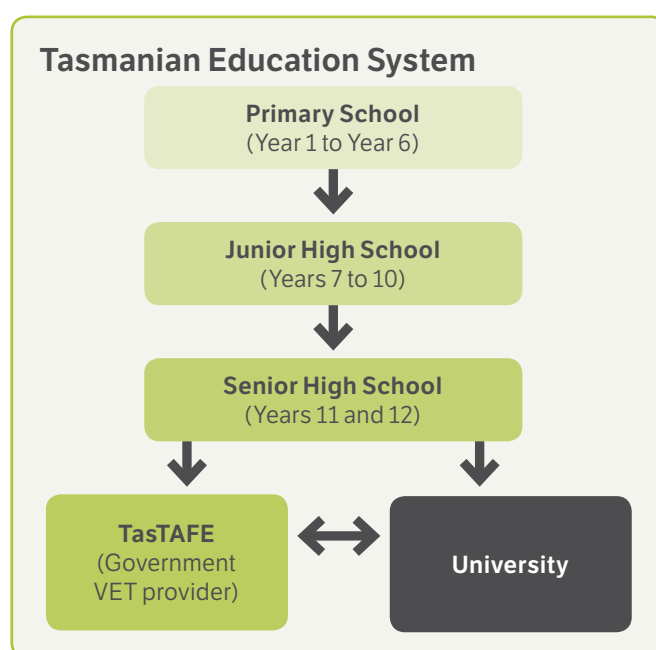 Tasmanian Education System
Primary School
(Year 1 to Year 6)
Junior High School
(Years 7 to 10)
Senior High School
(Years 11 and 12)
TasTAFE
(Government
VET provider)
University